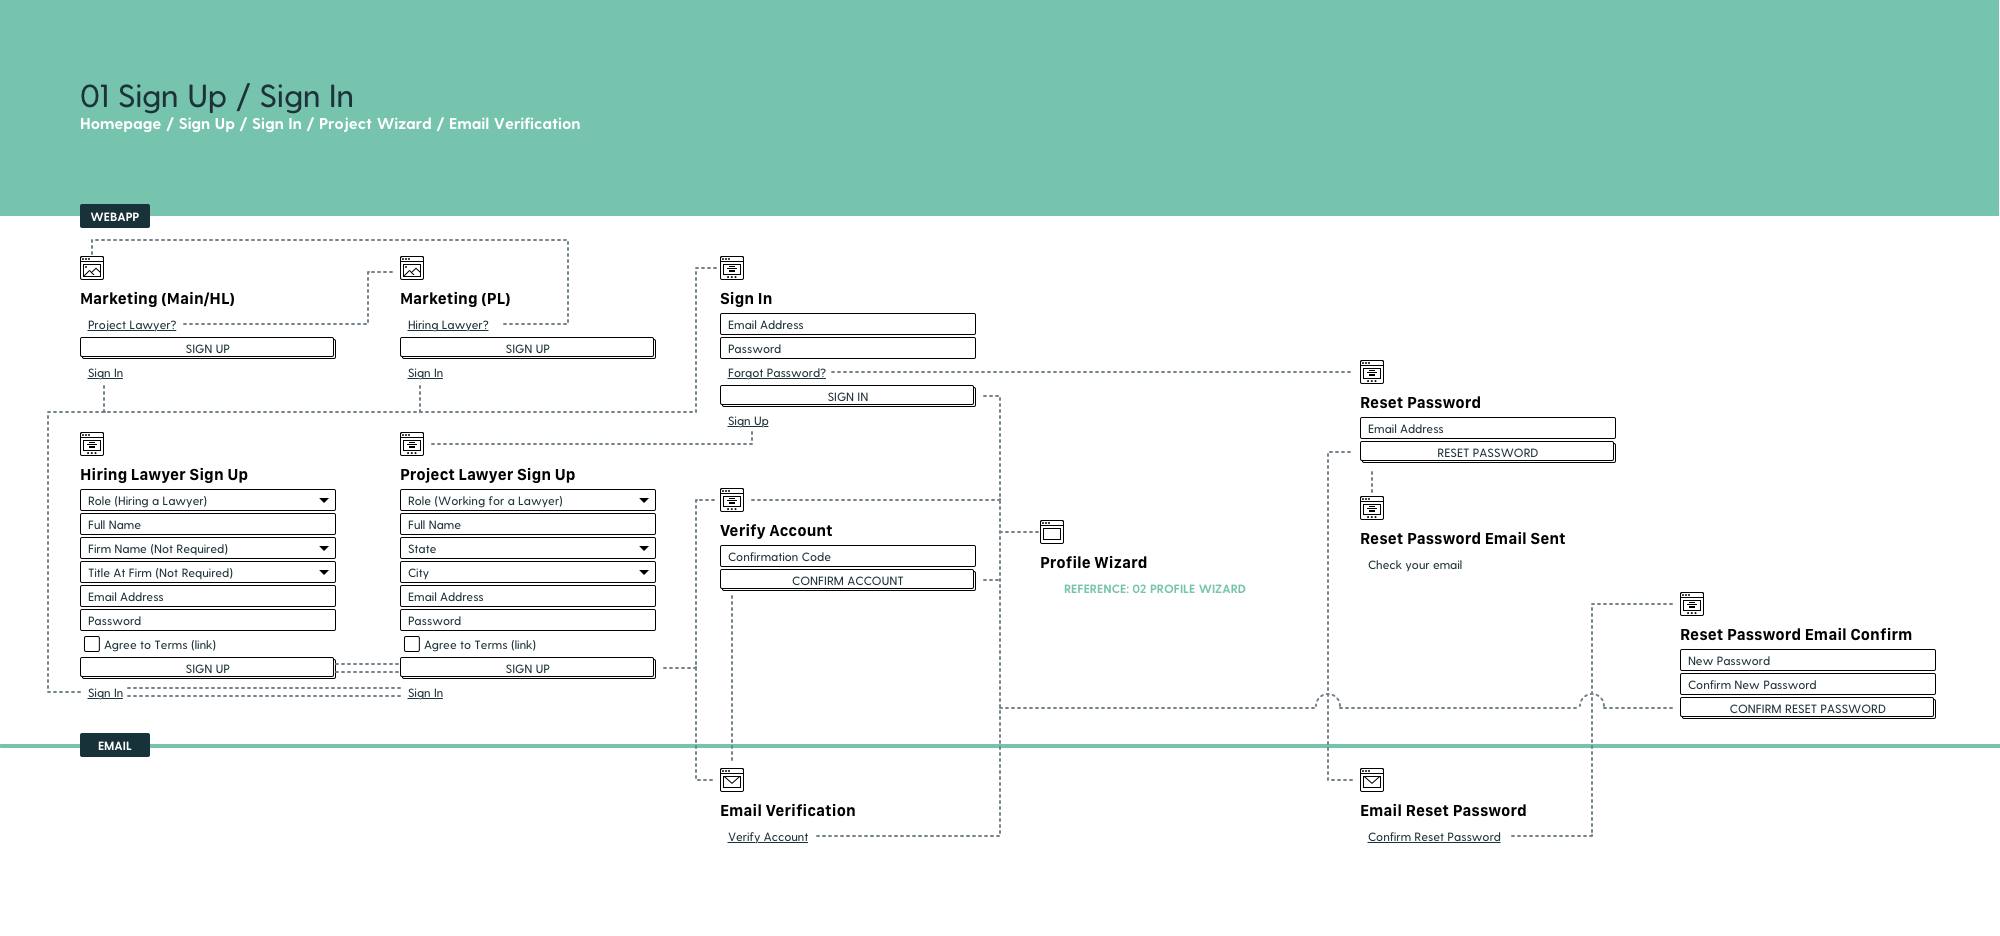 01 Sign Up / Sign In
Homepage / Sign Up / Sign In / Project Wizard / Email Verification
WEBAPP
Marketing (Main/HL)
Project Lawyer?
SIGN UP
Sign In
Marketing (PL)
Hiring Lawyer?
SIGN UP
Sign In
Sign In
Email Address
Password
Forgot Password?
SIGN IN
Sign Up
Reset Password
Email Address
RESET PASSWORD
Hiring Lawyer Sign Up
Role (Hiring a Lawyer)
Full Name
Firm Name (Not Required)
Title At Firm (Not Required)
Email Address
Password
Agree to Terms (link)
SIGN UP
Sign In
Project Lawyer Sign Up
Role (Working for a Lawyer)
Full Name
State
City
Email Address
Password
Agree to Terms (link)
SIGN UP
Sign In
Verify Account
Confirmation Code
CONFIRM ACCOUNT
Profile Wizard
REFERENCE: 02 PROFILE WIZARD
Reset Password Email Sent
Check your email
Reset Password Email Confirm
New Password
Confirm New Password
CONFIRM RESET PASSWORD
EMAIL
Email Verification
Verify Account
Email Reset Password
Confirm Reset Password